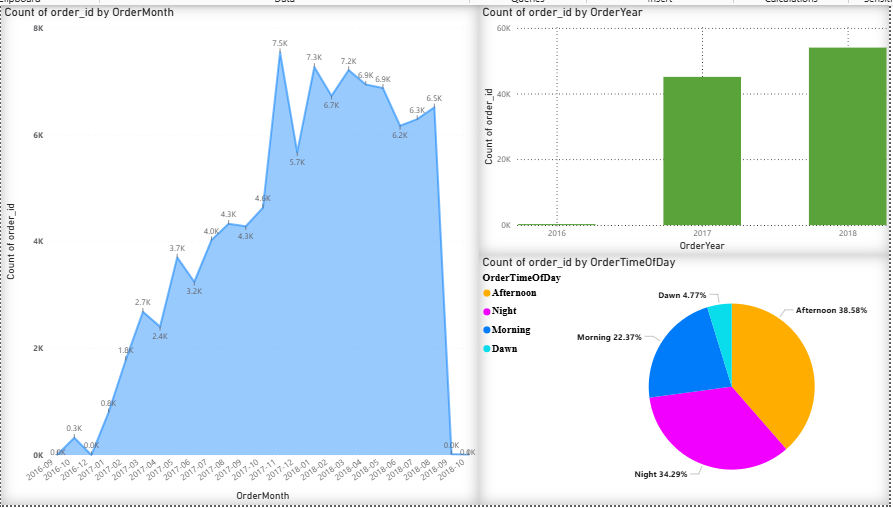 Count of order_id by OrderMonth
8K
6K
4K
2K
0K
Count of order_id
0.0K
0.3K
0.0K
0.8K
1.8K
2.7K
2.4K
3.7K
3.2K
4.0K
4.3K
4.3K
4.6K
7.5K
5.7K
7.3K
6.7K
7.2K
6.9K
6.9K
6.2K
6.3K
6.5K
0.0K
0.0K
2016-09
2016-10
2016-12
2017-01
2017-02
2017-03
2017-04
2017-05
2017-06
2017-07
2017-08
2017-09
2017-10
2017-11
2017-12
2018-01
2018-02
2018-03
2018-04
2018-05
2018-06
2018-07
2018-08
2018-09
2018-10
OrderMonth
Count of order_id by OrderYear
60K
40K
20K
0K
Count of order_id
2016
2017
2018
OrderYear
Count of order_id by OrderTimeOfDay
OrderTimeOfDay
Afternoon
Night
Morning
Dawn
Dawn 4.77%
Afternoon 38.58%
Morning 22.37%
Night 34.29%